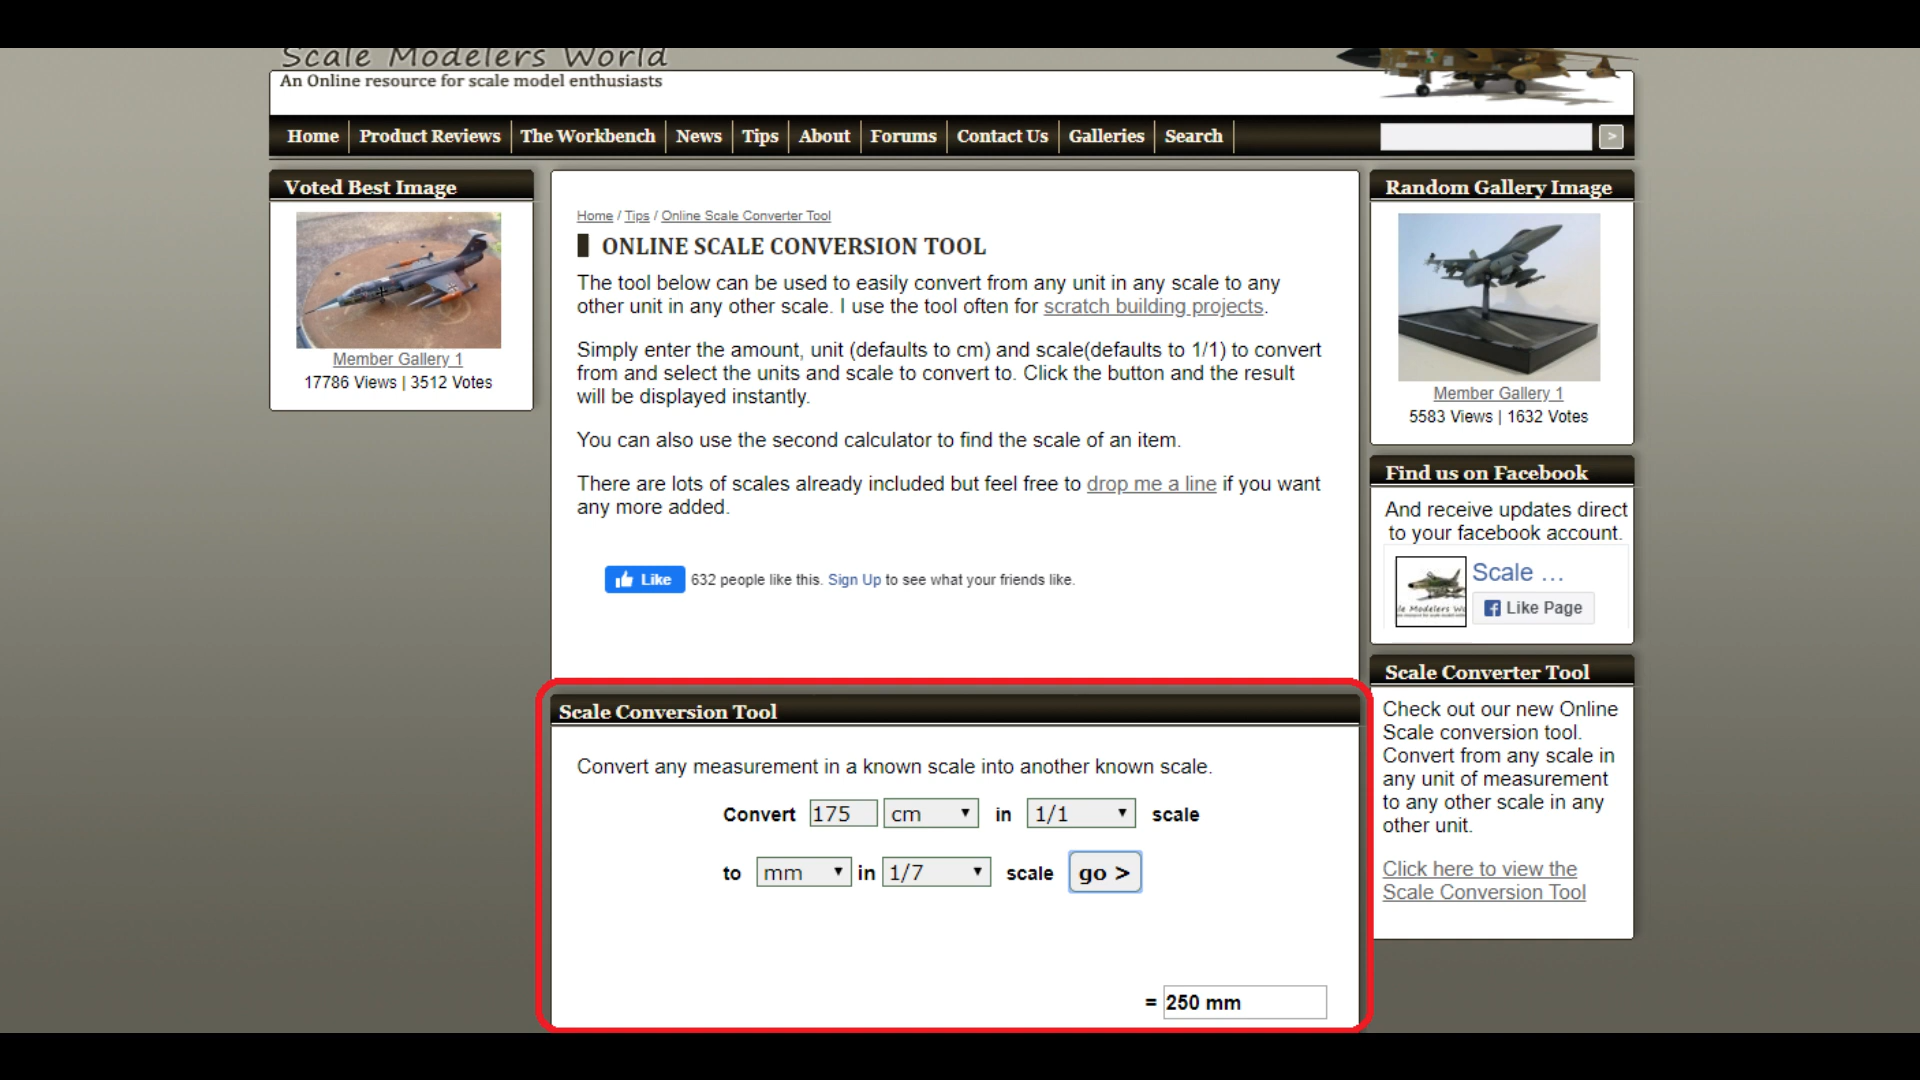 Scale Modelers World
An Online resource for scale model enthusiasts
Home Product Reviews The Workbench News Tips About Forums Contact Us Galleries Search >
Voted Best Image
Member Gallery 1
17786 Views | 3512 Votes
Home / Tips / Online Scale Converter Tool
ONLINE SCALE CONVERSION TOOL
The tool below can be used to easily convert from any unit in any scale to any
other unit in any other scale. I use the tool often for scratch building projects.
Simply enter the amount, unit (defaults to cm) and scale(defaults to 1/1) to convert
from and select the units and scale to convert to. Click the button and the result
will be displayed instantly.
You can also use the second calculator to find the scale of an item.
There are lots of scales already included but feel free to drop me a line if you want
any more added.
Like 632 people like this. Sign Up to see what your friends like.
Scale Conversion Tool
Convert any measurement in a known scale into another known scale.
Convert 175 cm in 1/1 scale
to mm in 1/7 scale go >
= 250 mm
Random Gallery Image
Member Gallery 1
5583 Views | 1632 Votes
Find us on Facebook
And receive updates direct
to your facebook account.
Scale …
Like Page
Scale Converter Tool
Check out our new Online
Scale conversion tool.
Convert from any scale in
any unit of measurement
to any other scale in any
other unit.
Click here to view the
Scale Conversion Tool